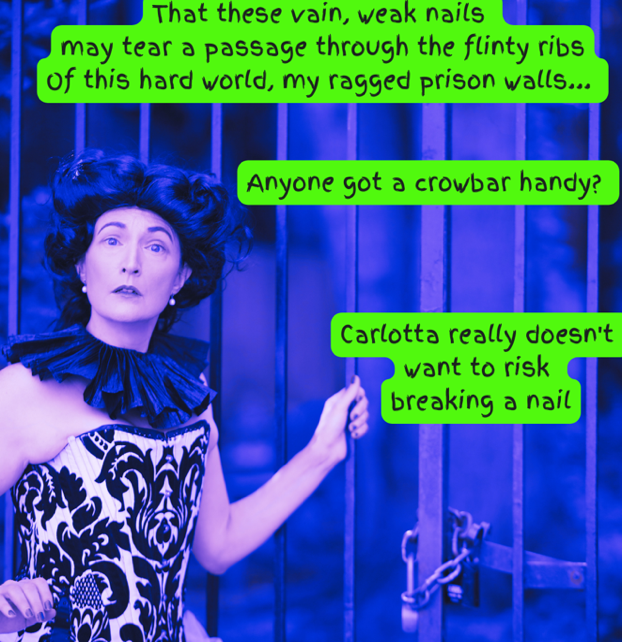 That these vain, weak nails
may tear a passage through the flinty ribs
Of this hard world, my ragged prison walls...
Anyone got a crowbar handy?
Carlotta really doesn't
want to risk
breaking a nail